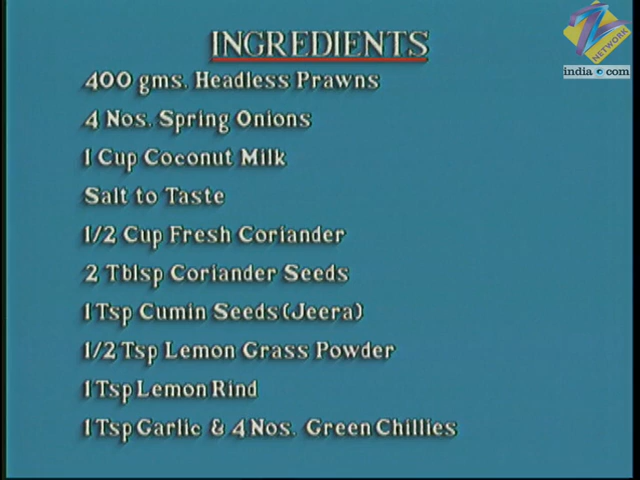 INGREDIENTS
400 gms. Headless Prawns
4 Nos. Spring Onions
1 Cup Coconut Milk
Salt to Taste
1/2 Cup Fresh Coriander
2 Tblsp Coriander Seeds
1 Tsp Cumin Seeds(Jeera)
1/2 Tsp Lemon Grass Powder
1 Tsp Lemon Rind
1 Tsp Garlic & 4 Nos. Green Chillies
Z NETWORK
india.com